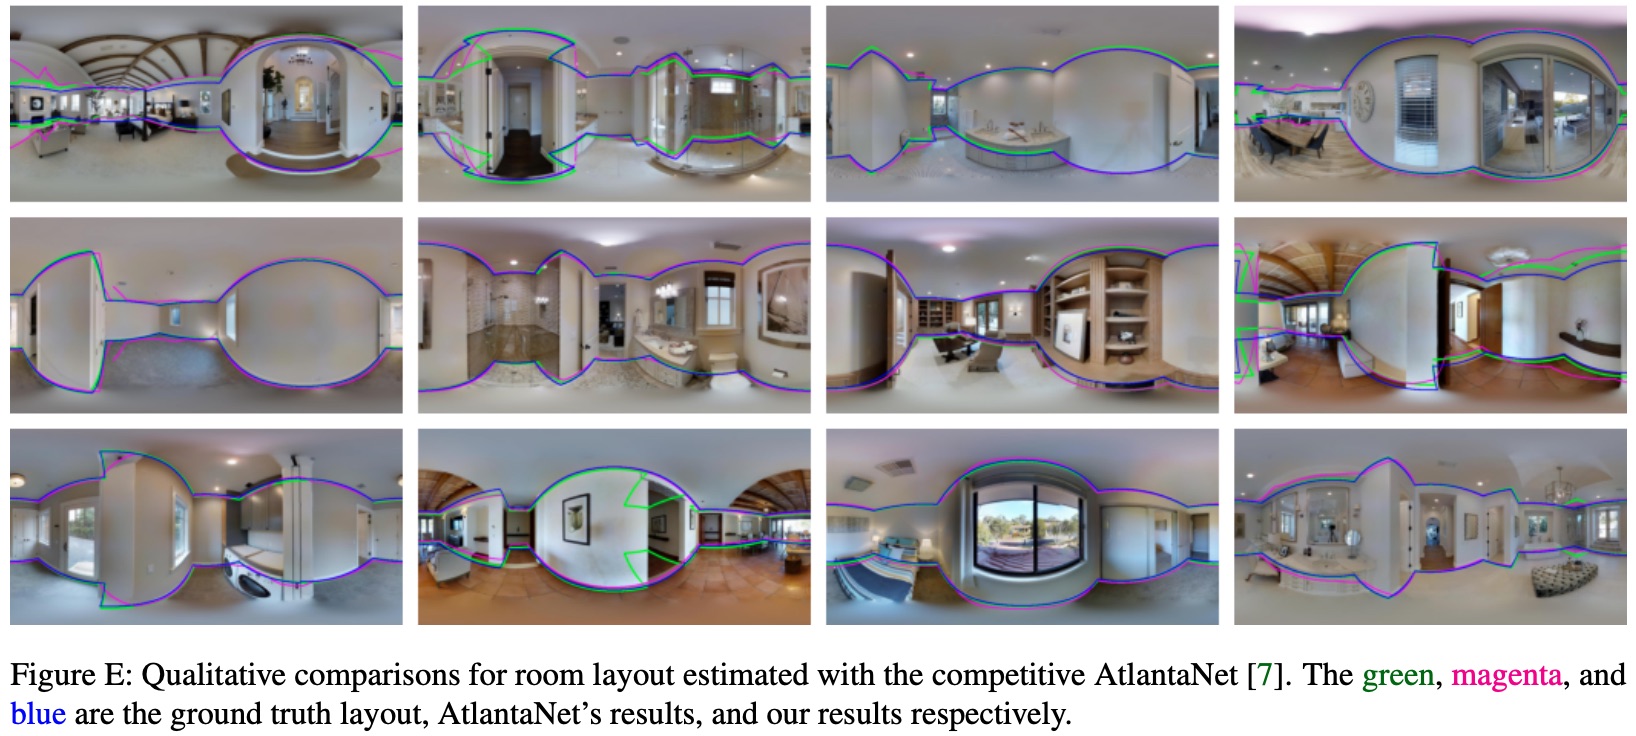 Figure E: Qualitative comparisons for room layout estimated with the competitive AtlantaNet [7]. The green, magenta, and
blue are the ground truth layout, AtlantaNet's results, and our results respectively.